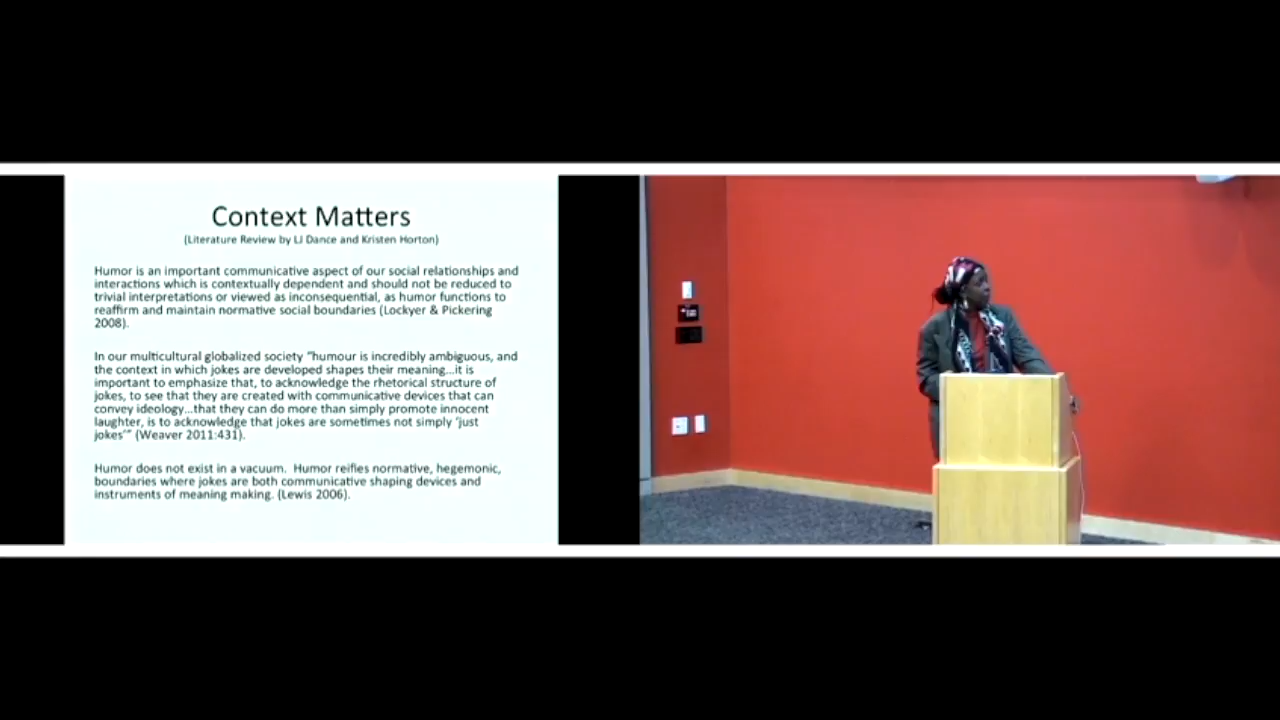 Context Matters
(Literature Review by LJ Dance and Kristen Horton)
Humor is an important communicative aspect of our social relationships and
interactions which is contextually dependent and should not be reduced to
trivial interpretations or viewed as inconsequential, as humor functions to
reaffirm and maintain normative social boundaries (Lockyer & Pickering
2008).
In our multicultural globalized society "humour is incredibly ambiguous, and
the context in which jokes are developed shapes their meaning...it is
important to emphasize that, to acknowledge the rhetorical structure of
jokes, to see that they are created with communicative devices that can
convey ideology...that they can do more than simply promote innocent
laughter, is to acknowledge that jokes are sometimes not simply 'just
jokes'" (Weaver 2011:431).
Humor does not exist in a vacuum.  Humor reifies normative, hegemonic,
boundaries where jokes are both communicative shaping devices and
instruments of meaning making. (Lewis 2006).